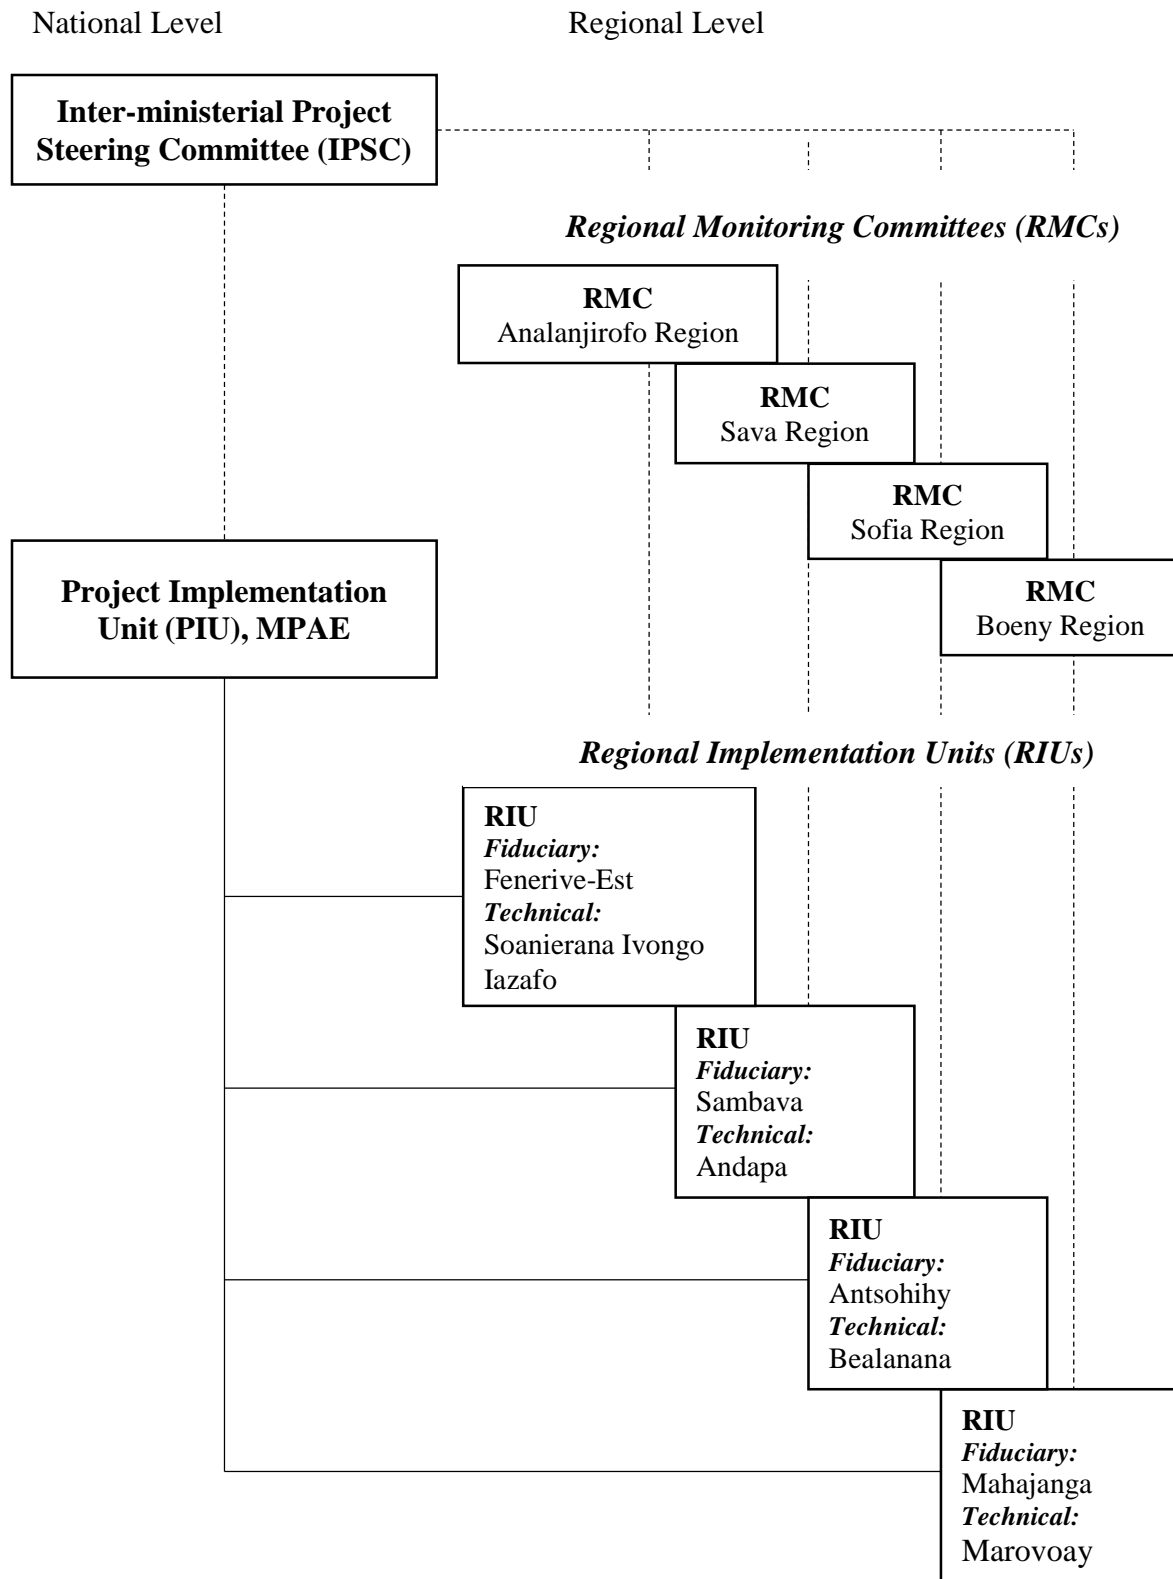 National Level
Regional Level
Inter-ministerial Project
Steering Committee (IPSC)
Regional Monitoring Committees (RMCs)
RMC
Analanjirofo Region
RMC
Sava Region
RMC
Sofia Region
RMC
Boeny Region
Project Implementation
Unit (PIU), MPAE
Regional Implementation Units (RIUs)
RIU
Fiduciary:
Fenerive-Est
Technical:
Soanierana Ivongo
Iazafo
RIU
Fiduciary:
Sambava
Technical:
Andapa
RIU
Fiduciary:
Antsohihy
Technical:
Bealanana
RIU
Fiduciary:
Mahajanga
Technical:
Marovoay